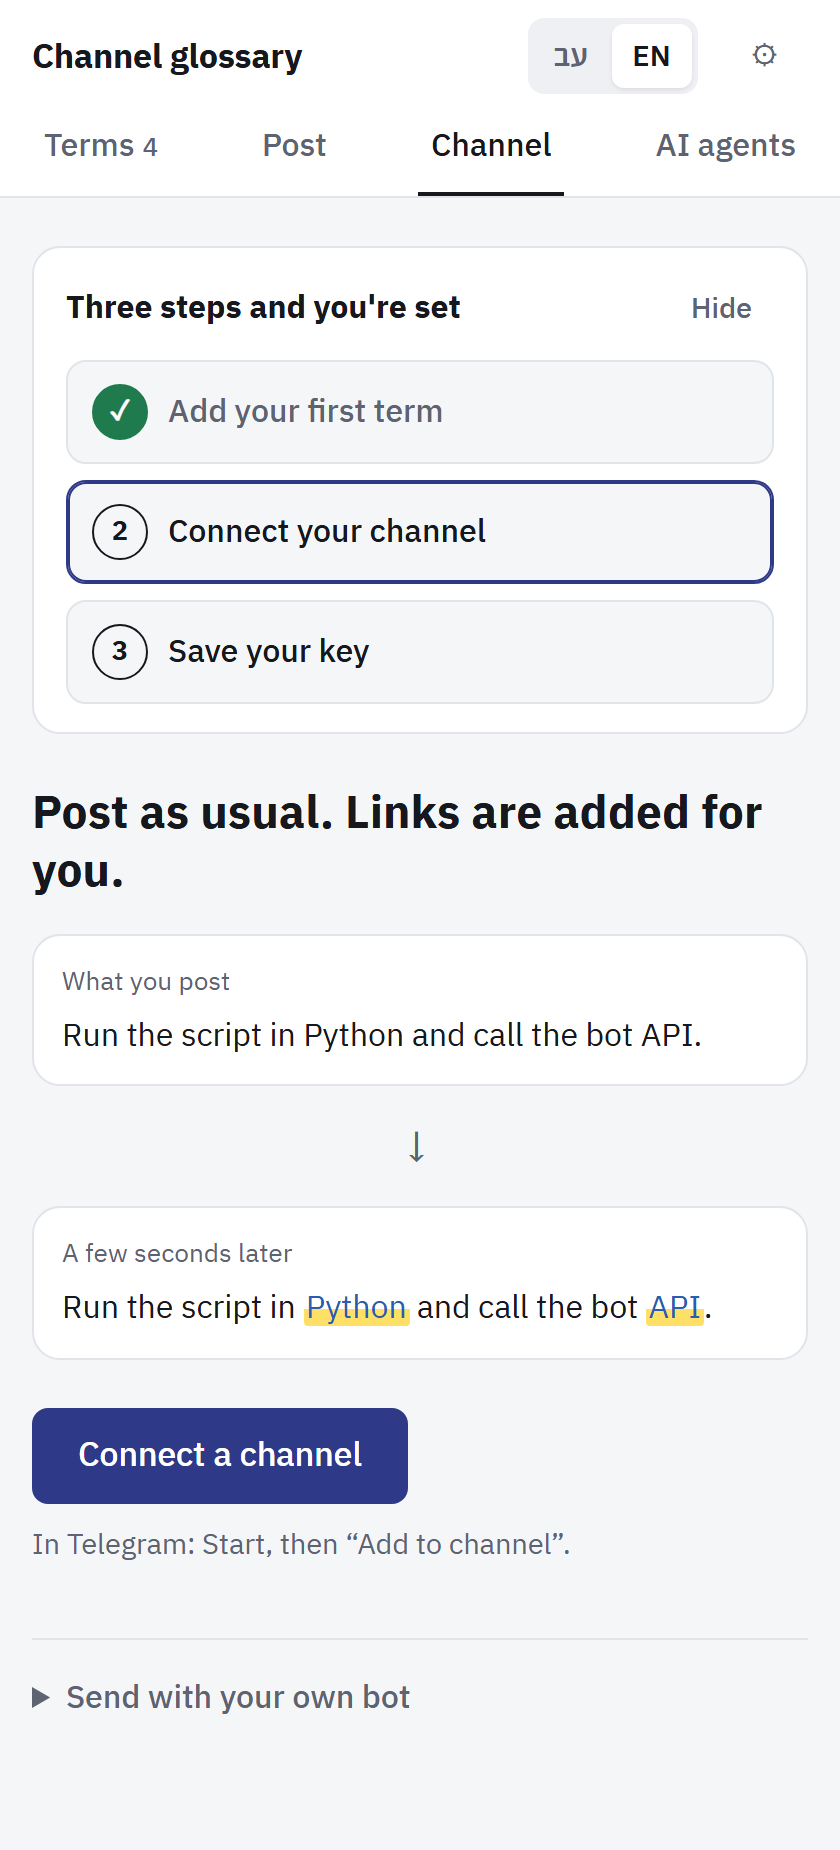 Channel glossary
עב EN
Terms 4 Post Channel AI agents
Three steps and you're set
Hide
✓ Add your first term
2 Connect your channel
3 Save your key
Post as usual. Links are added for
you.
What you post
Run the script in Python and call the bot API.
↓
A few seconds later
Run the script in Python and call the bot API.
Connect a channel
In Telegram: Start, then “Add to channel”.
Send with your own bot